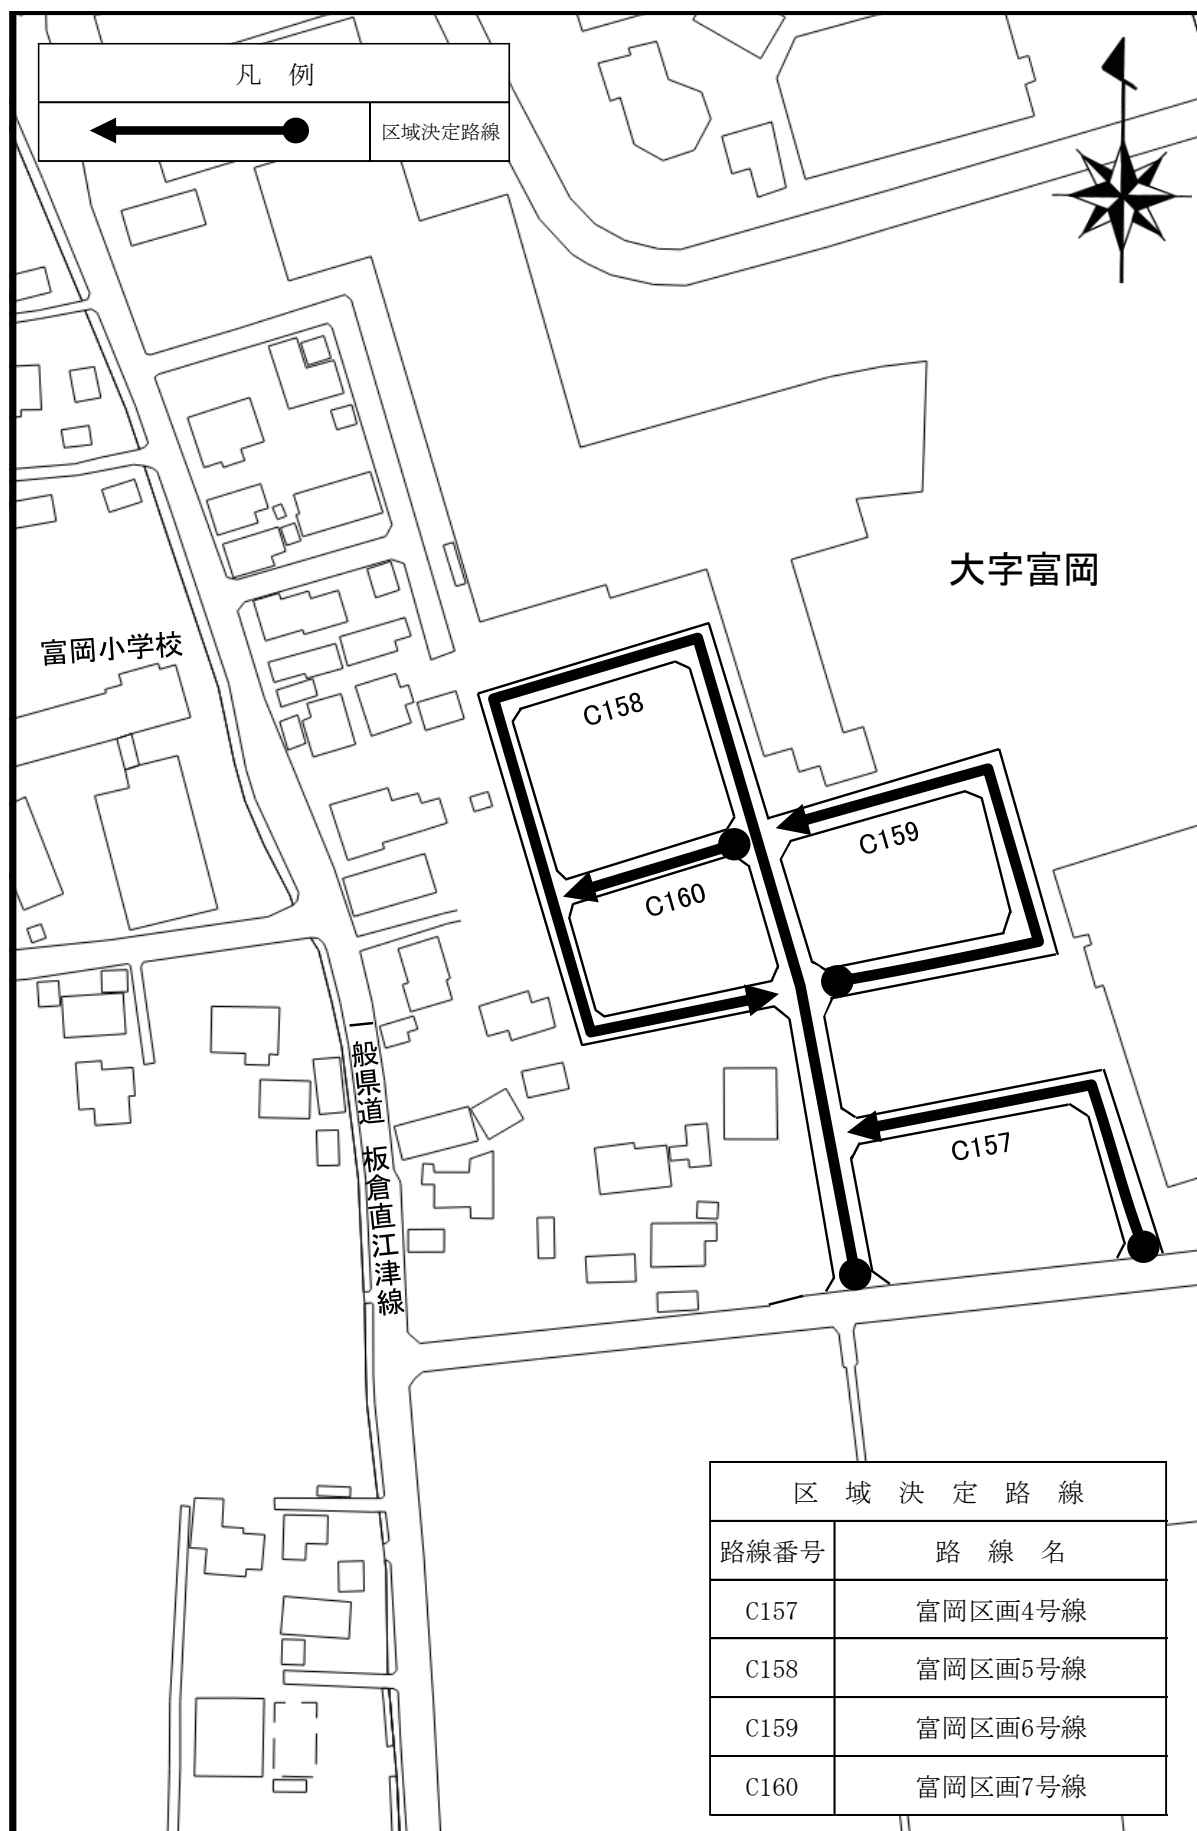 凡 例
区域決定路線
大字富岡
富岡小学校
C158
C159
C160
C157
一般県道 板倉直江津線
区 域 決 定 路 線
路線番号 路 線 名
C157 富岡区画4号線
C158 富岡区画5号線
C159 富岡区画6号線
C160 富岡区画7号線